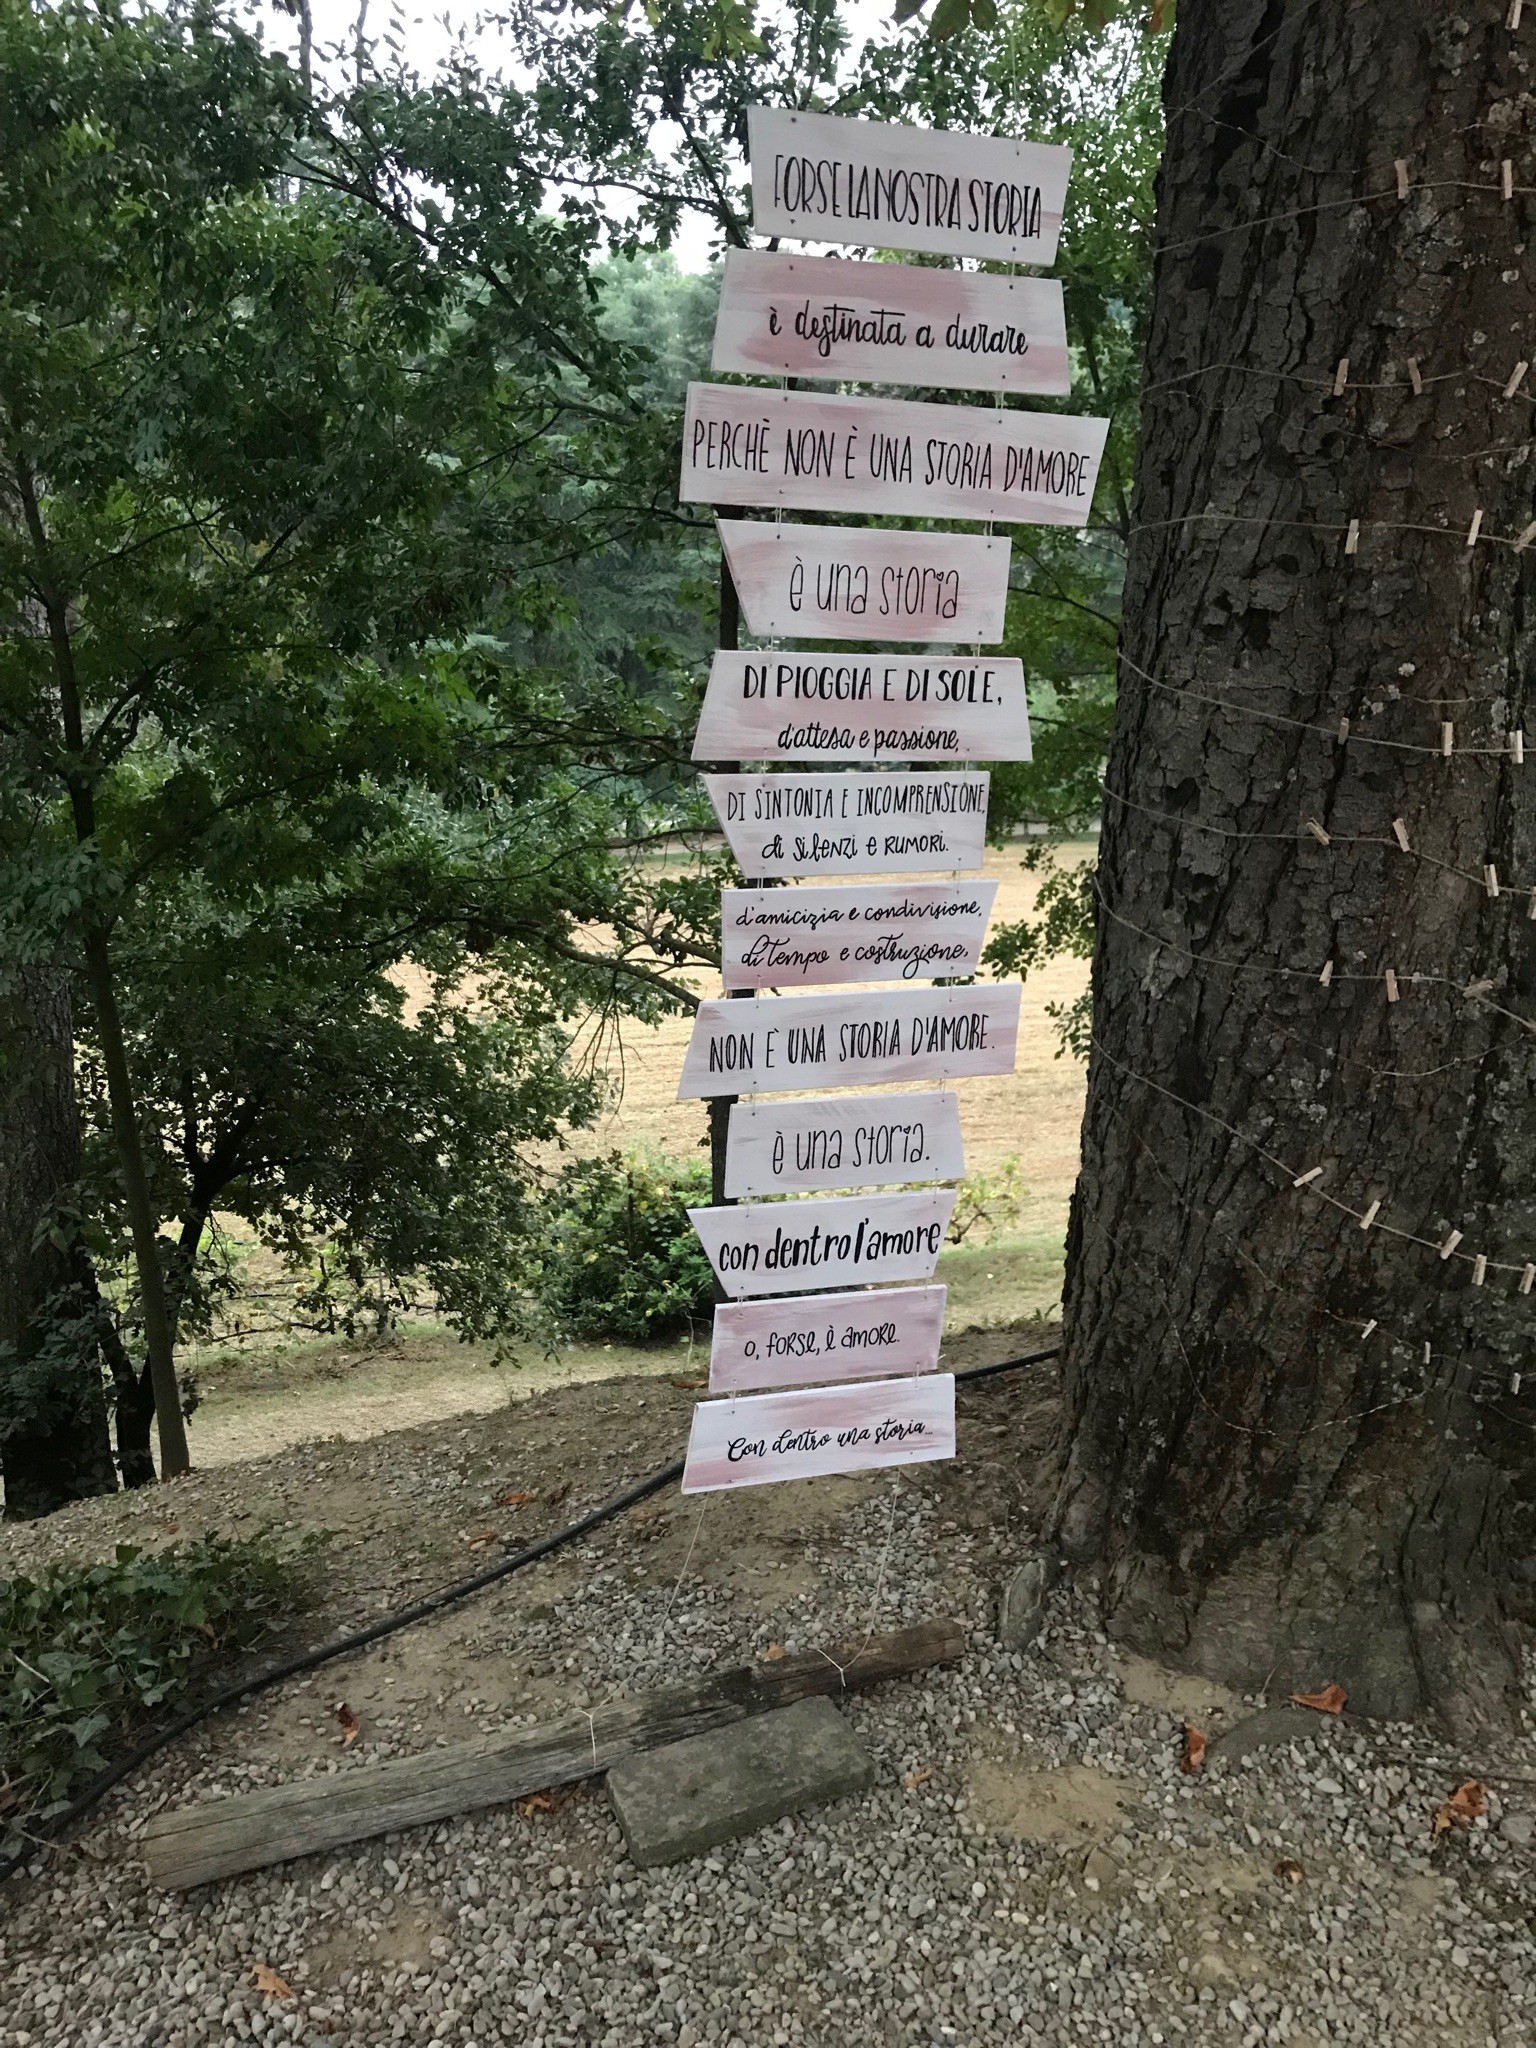 FORSE LA NOSTRA STORIA
è destinata a durare
PERCHÈ NON È UNA STORIA D'AMORE
è una storia
DI PIOGGIA E DI SOLE,
d'attesa e passione,
DI SINTONIA E INCOMPRENSIONE,
di silenzi e RUMORI.
d'amicizia e condivisione,
di tempo e costruzione,
NON È UNA STORIA D'AMORE.
è una storia.
con dentro l'amore
o, forse, è amore.
Con dentro una storia...